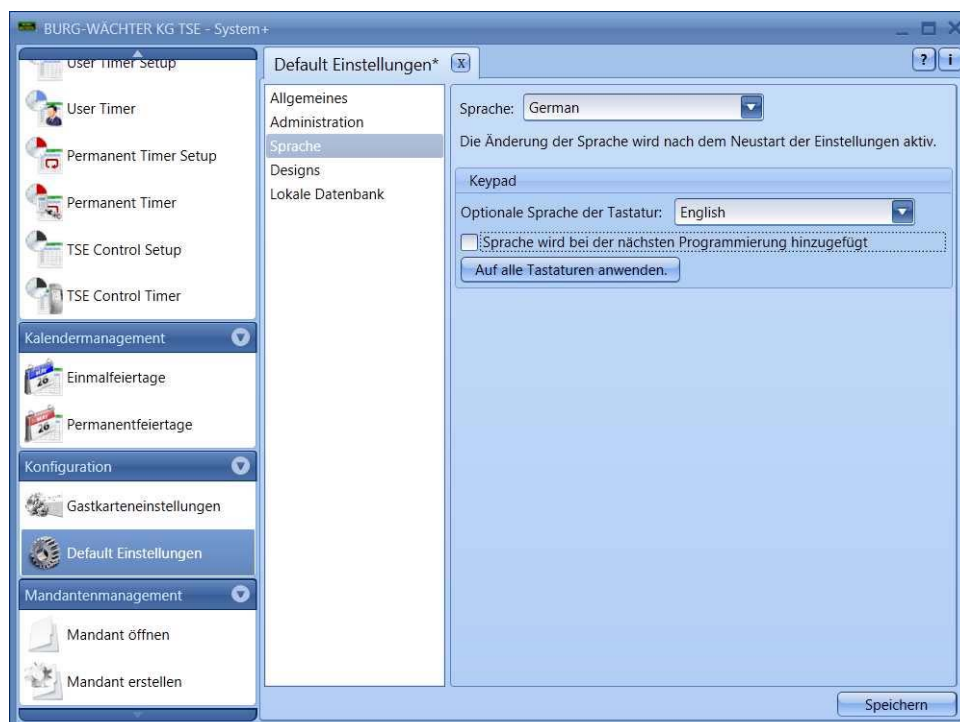 BURG-WÄCHTER KG TSE - System+
User Timer Setup
User Timer
Permanent Timer Setup
Permanent Timer
TSE Control Setup
TSE Control Timer
Kalendermanagement
Einmalfeiertage
Permanentfeiertage
Konfiguration
Gastkarteneinstellungen
Default Einstellungen
Mandantenmanagement
Mandant öffnen
Mandant erstellen
Default Einstellungen* X
? i
Allgemeines
Administration
Sprache
Designs
Lokale Datenbank
Sprache: German
Die Änderung der Sprache wird nach dem Neustart der Einstellungen aktiv.
Keypad
Optionale Sprache der Tastatur: English
Sprache wird bei der nächsten Programmierung hinzugefügt
Auf alle Tastaturen anwenden.
Speichern